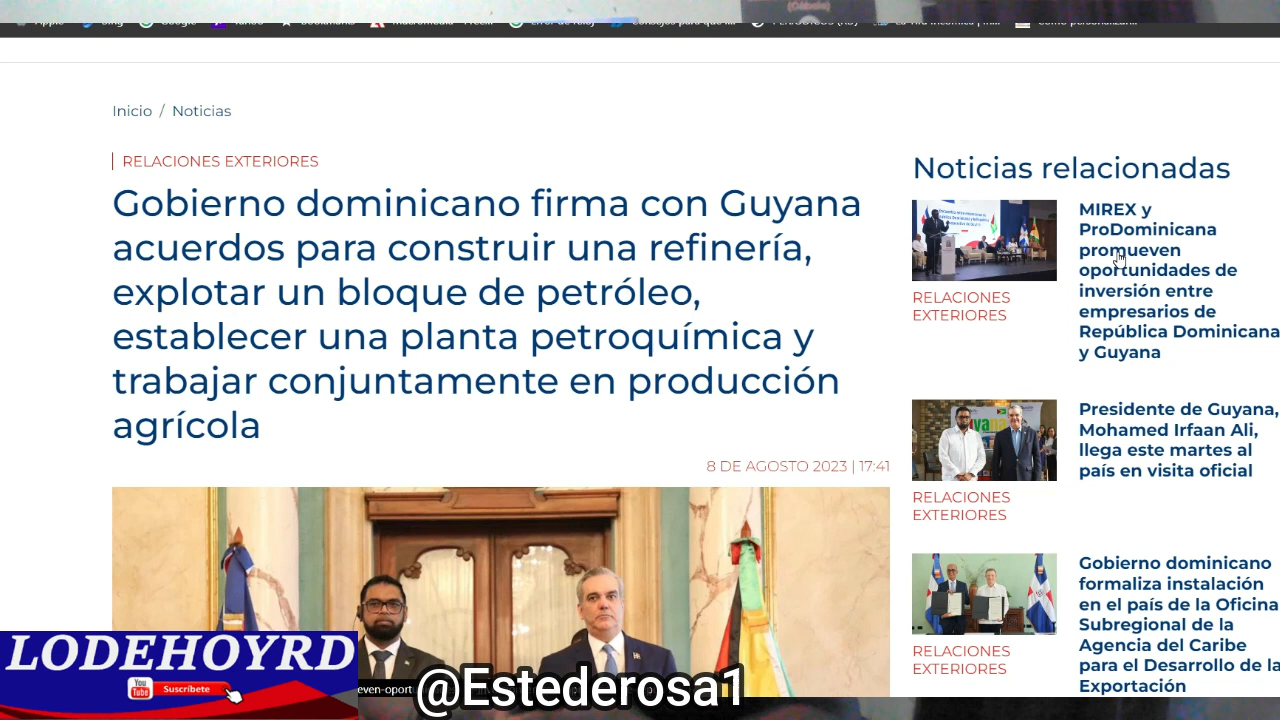 Inicio / Noticias
RELACIONES EXTERIORES
Gobierno dominicano firma con Guyana
acuerdos para construir una refinería,
explotar un bloque de petróleo,
establecer una planta petroquímica y
trabajar conjuntamente en producción
agrícola
8 DE AGOSTO 2023 | 17:41
Noticias relacionadas
MIREX y
ProDominicana
promueven
oportunidades de
inversión entre
empresarios de
República Dominicana
y Guyana
RELACIONES
EXTERIORES
Presidente de Guyana,
Mohamed Irfaan Ali,
llega este martes al
país en visita oficial
RELACIONES
EXTERIORES
Gobierno dominicano
formaliza instalación
en el país de la Oficina
Subregional de la
Agencia del Caribe
para el Desarrollo de la
Exportación
RELACIONES
EXTERIORES
LODEHOYRD
You
Tube
Suscríbete
@Estederosa1